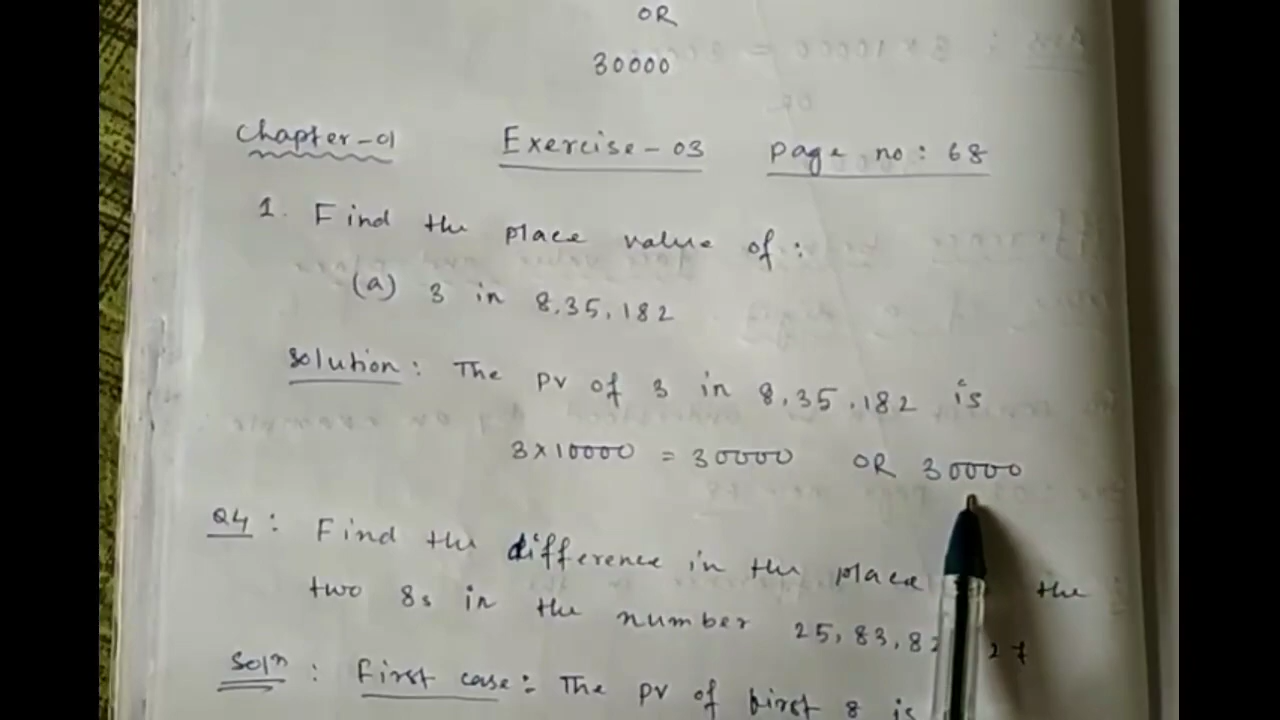 OR
30000
Chapter-01 Exercise-03 Page no: 68
1. Find the place value of:
(a) 3 in 8,35,182
Solution: The PV of 3 in 8,35,182 is
3×10000 = 30000 OR 30000
Q4: Find the difference in the place the
two 8s in the number 25,83,8
Solⁿ: First case:- The PV of first 8 is